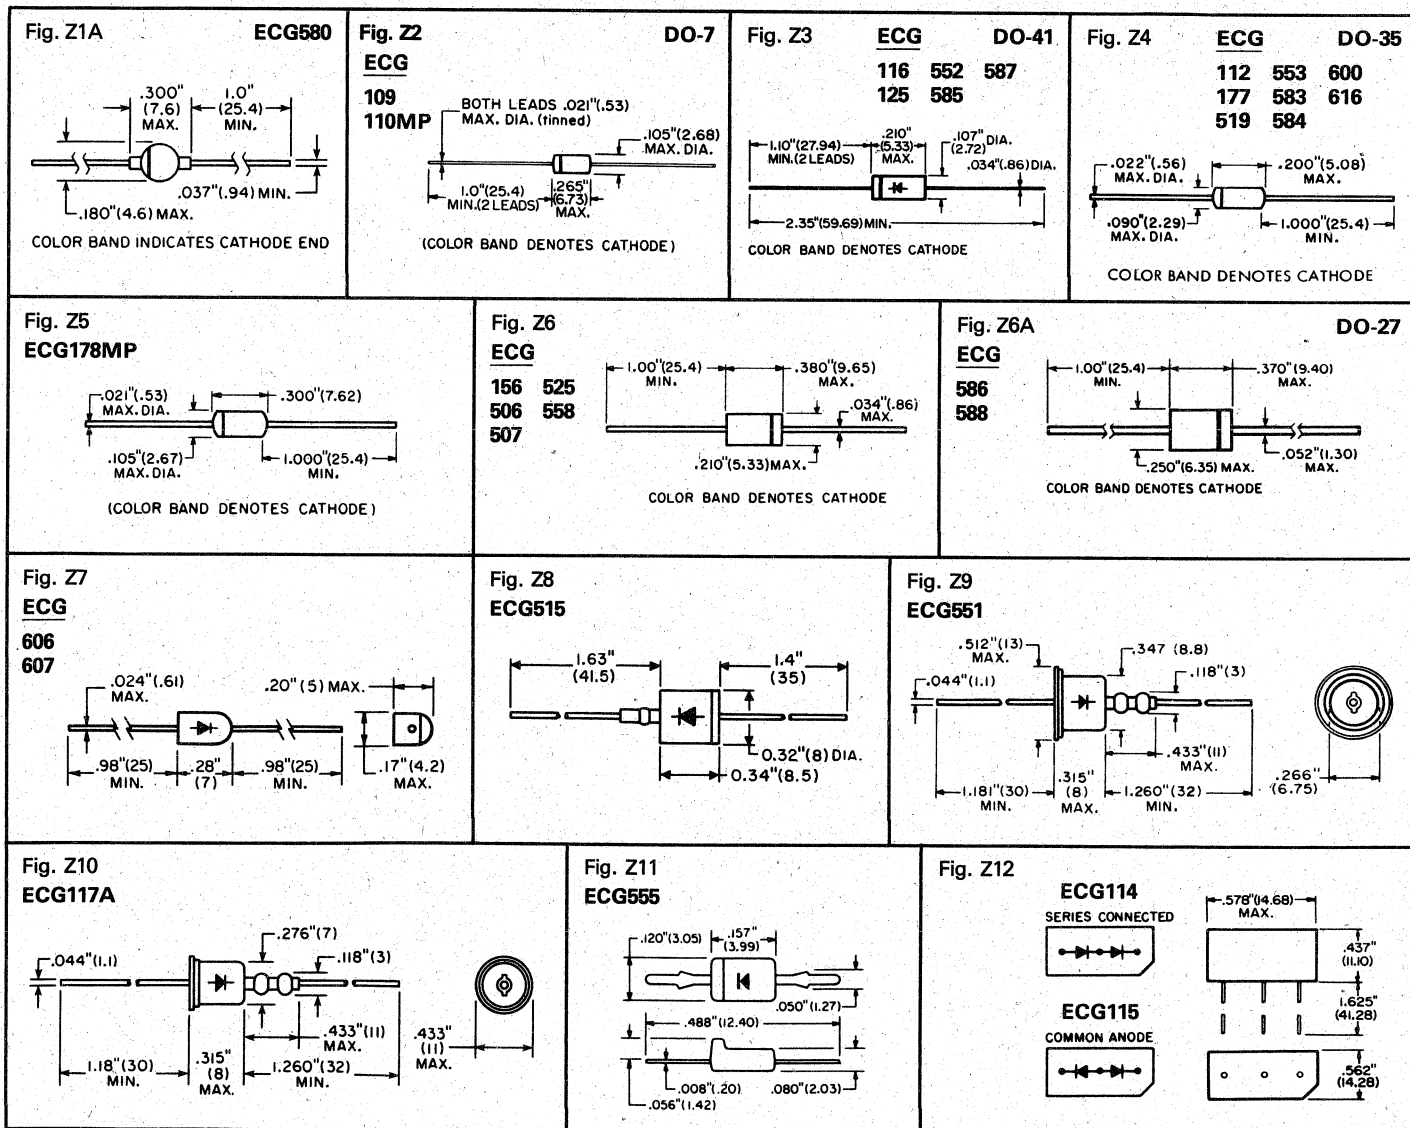 Fig. Z1A ECG580
.300"
(7.6)
MAX.
1.0"
(25.4)
MIN.
.037"(.94) MIN.
.180"(4.6) MAX.
COLOR BAND INDICATES CATHODE END
Fig. Z2 DO-7
ECG
109
110MP
BOTH LEADS .021"(.53)
MAX. DIA. (tinned)
.105"(2.68)
MAX. DIA.
1.0"(25.4)
MIN.(2 LEADS)
.265"
(6.73)
MAX.
(COLOR BAND DENOTES CATHODE)
Fig. Z3 ECG DO-41
116 552 587
125 585
1.10"(27.94)
MIN.(2 LEADS)
.210"
(5.33)
MAX.
.107" DIA.
(2.72)
.034"(.86) DIA.
2.35"(59.69)MIN.
COLOR BAND DENOTES CATHODE
Fig. Z4 ECG DO-35
112 553 600
177 583 616
519 584
.022"(.56)
MAX. DIA.
.200"(5.08)
MAX.
.090"(2.29)
MAX. DIA.
1.000"(25.4)
MIN.
COLOR BAND DENOTES CATHODE
Fig. Z5
ECG178MP
.021"(.53)
MAX. DIA.
.300"(7.62)
.105"(2.67)
MAX. DIA.
1.000"(25.4)
MIN.
(COLOR BAND DENOTES CATHODE)
Fig. Z6
ECG
156 525
506 558
507
1.00"(25.4)
MIN.
.380"(9.65)
MAX.
.034"(.86)
MAX.
.210"(5.33)MAX.
COLOR BAND DENOTES CATHODE
Fig. Z6A DO-27
ECG
586
588
1.00"(25.4)
MIN.
.370"(9.40)
MAX.
.250"(6.35) MAX.
.052"(1.30)
MAX.
COLOR BAND DENOTES CATHODE
Fig. Z7
ECG
606
607
.024"(.61)
MAX.
.20"(5) MAX.
.98"(25)
MIN.
.28"
(7)
.98"(25)
MIN.
.17"(4.2)
MAX.
Fig. Z8
ECG515
1.63"
(41.5)
1.4"
(35)
0.32"(8) DIA.
0.34"(8.5)
Fig. Z9
ECG551
.512"(13)
MAX.
.347 (8.8)
.118"(3)
.044"(1.1)
.433"(11)
MAX.
1.181"(30)
MIN.
.315"
(8)
MAX.
1.260"(32)
MIN.
.266"
(6.75)
Fig. Z10
ECG117A
.276"(7)
.118"(3)
.044"(1.1)
.433"(11)
MAX.
.433"
(11)
MAX.
1.18"(30)
MIN.
.315"
(8)
MAX.
1.260"(32)
MIN.
Fig. Z11
ECG555
.120"(3.05)
.157"
(3.99)
.050"(1.27)
.488"(12.40)
.008"(.20)
.080"(2.03)
.056"(1.42)
Fig. Z12
ECG114
SERIES CONNECTED
.578"(14.68)
MAX.
.437"
(11.10)
1.625"
(41.28)
ECG115
COMMON ANODE
.562"
(14.28)